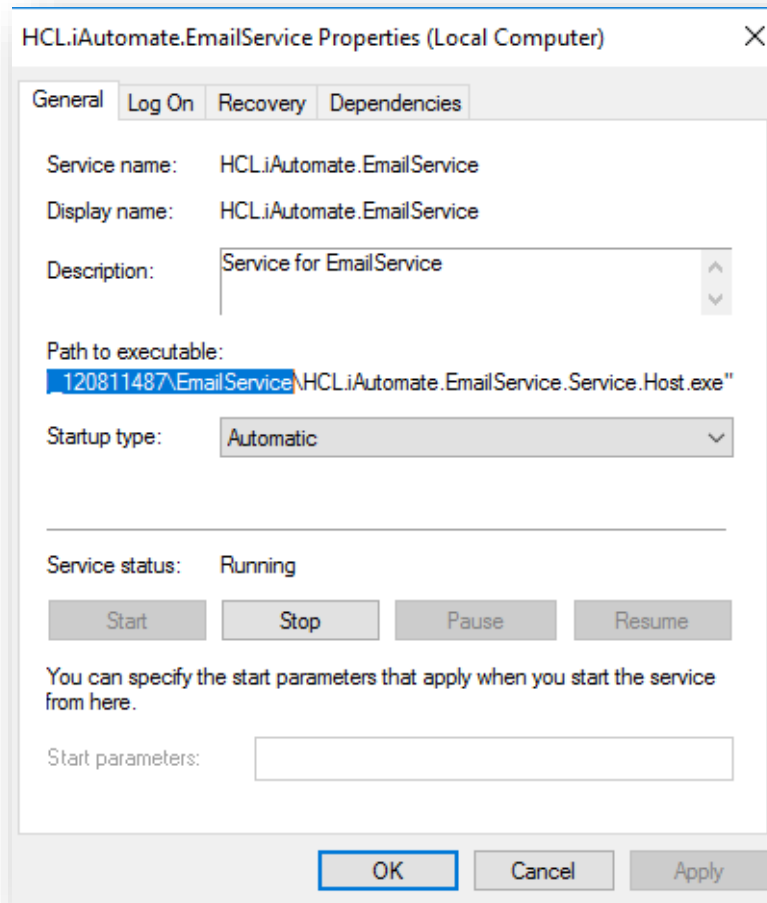 HCL.iAutomate.EmailService Properties (Local Computer)
General Log On Recovery Dependencies
Service name: HCL.iAutomate.EmailService
Display name: HCL.iAutomate.EmailService
Description: Service for EmailService
Path to executable:
_120811487\EmailService\HCL.iAutomate.EmailService.Service.Host.exe"
Startup type: Automatic
Service status: Running
Start Stop Pause Resume
You can specify the start parameters that apply when you start the service
from here.
Start parameters:
OK Cancel Apply